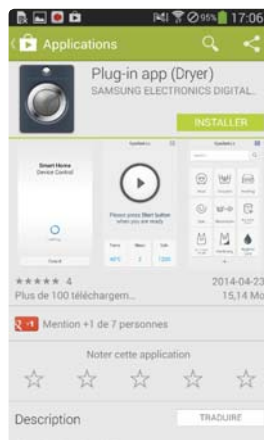 95% 17:06
Applications
Plug-in app (Dryer)
SAMSUNG ELECTRONICS DIGITAL..
INSTALLER
Smart Home
Device Control
Please press Start button
when you are ready
★★★★★ 4
2014-04-23
Plus de 100 téléchargem...
15,14 Mo
+1 Mention +1 de 7 personnes
Noter cette application
Description
TRADUIRE